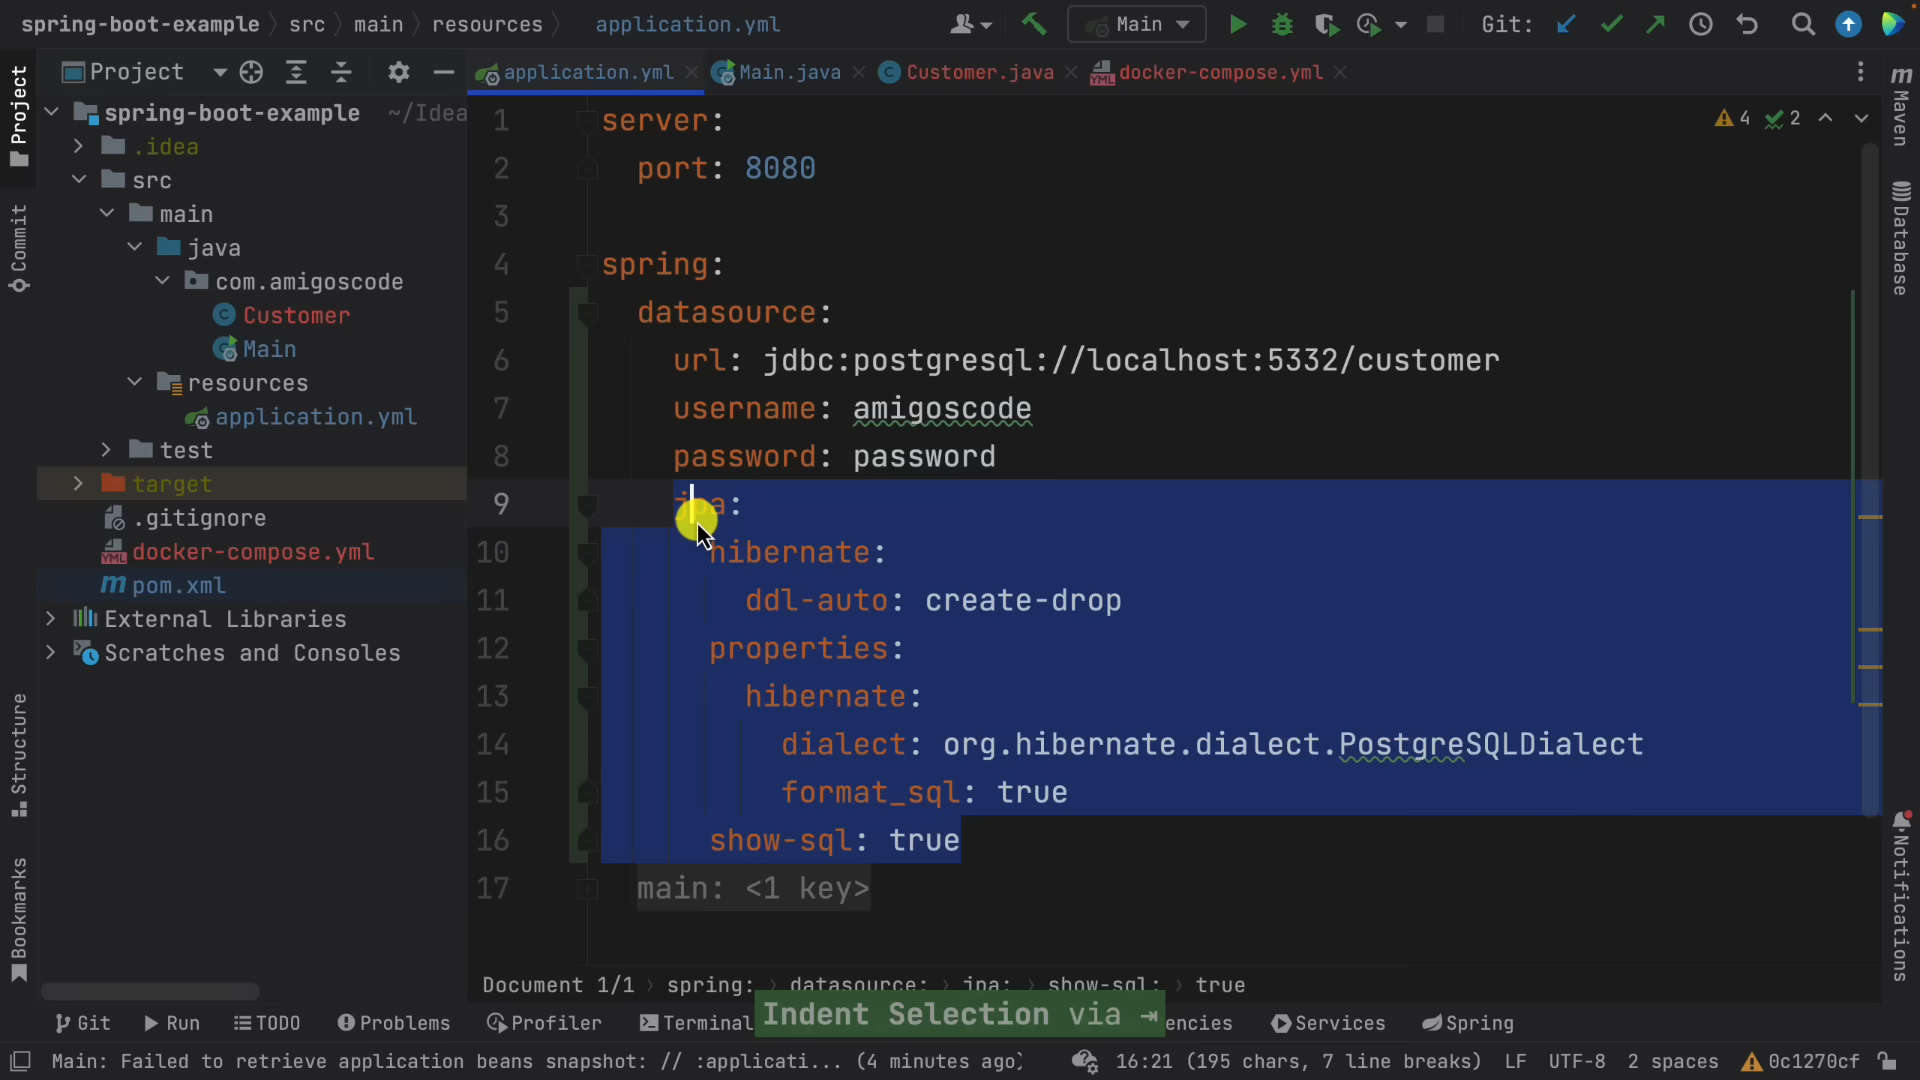 spring-boot-example src main resources application.yml
Main
Git:
Project
application.yml
Main.java
Customer.java
docker-compose.yml
spring-boot-example ~/Idea
.idea
src
main
java
com.amigoscode
Customer
Main
resources
application.yml
test
target
.gitignore
docker-compose.yml
pom.xml
External Libraries
Scratches and Consoles
Project
Commit
Structure
Bookmarks
4 2
1 server:
2 port: 8080
3
4 spring:
5 datasource:
6 url: jdbc:postgresql://localhost:5332/customer
7 username: amigoscode
8 password: password
9 jpa:
10 hibernate:
11 ddl-auto: create-drop
12 properties:
13 hibernate:
14 dialect: org.hibernate.dialect.PostgreSQLDialect
15 format_sql: true
16 show-sql: true
17 main: <1 key>
Maven
Database
Notifications
Document 1/1 spring: datasource: jpa: show-sql: true
Indent Selection via ⇥
Git Run TODO Problems Profiler Terminal encies Services Spring
Main: Failed to retrieve application beans snapshot: // :applicati... (4 minutes ago) 16:21 (195 chars, 7 line breaks) LF UTF-8 2 spaces 0c1270cf